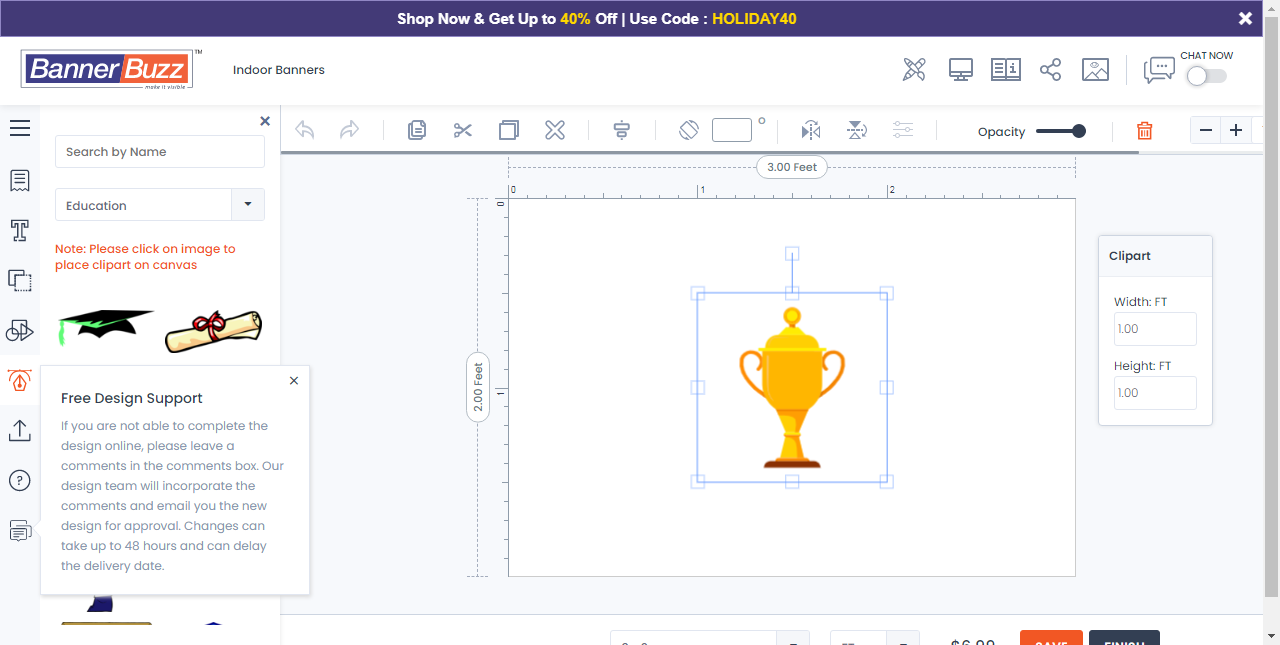 Shop Now & Get Up to 40% Off | Use Code : HOLIDAY40
BannerBuzz™
make it visible
Indoor Banners
CHAT NOW
Search by Name
Education
Note: Please click on image to
place clipart on canvas
Opacity
3.00 Feet
0
1
2
0
1
2.00 Feet
Clipart
Width: FT
1.00
Height: FT
1.00
Free Design Support
If you are not able to complete the
design online, please leave a
comments in the comments box. Our
design team will incorporate the
comments and email you the new
design for approval. Changes can
take up to 48 hours and can delay
the delivery date.
$6.99
SAVE
FINISH